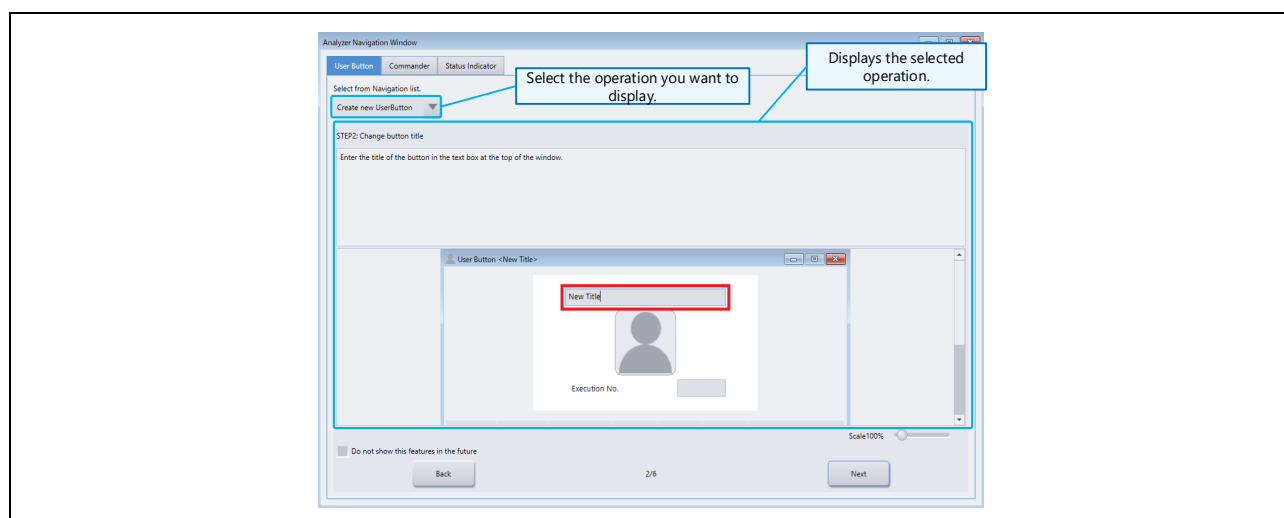 Analyzer Navigation Window
User Button Commander Status Indicator
Displays the selected
operation.
Select the operation you want to
display.
Select from Navigation list.
Create new UserButton
STEP2: Change button title
Enter the title of the button in the text box at the top of the window.
User Button <New Title>
New Title
Execution No.
Scale100%
Do not show this features in the future
Back 2/6 Next